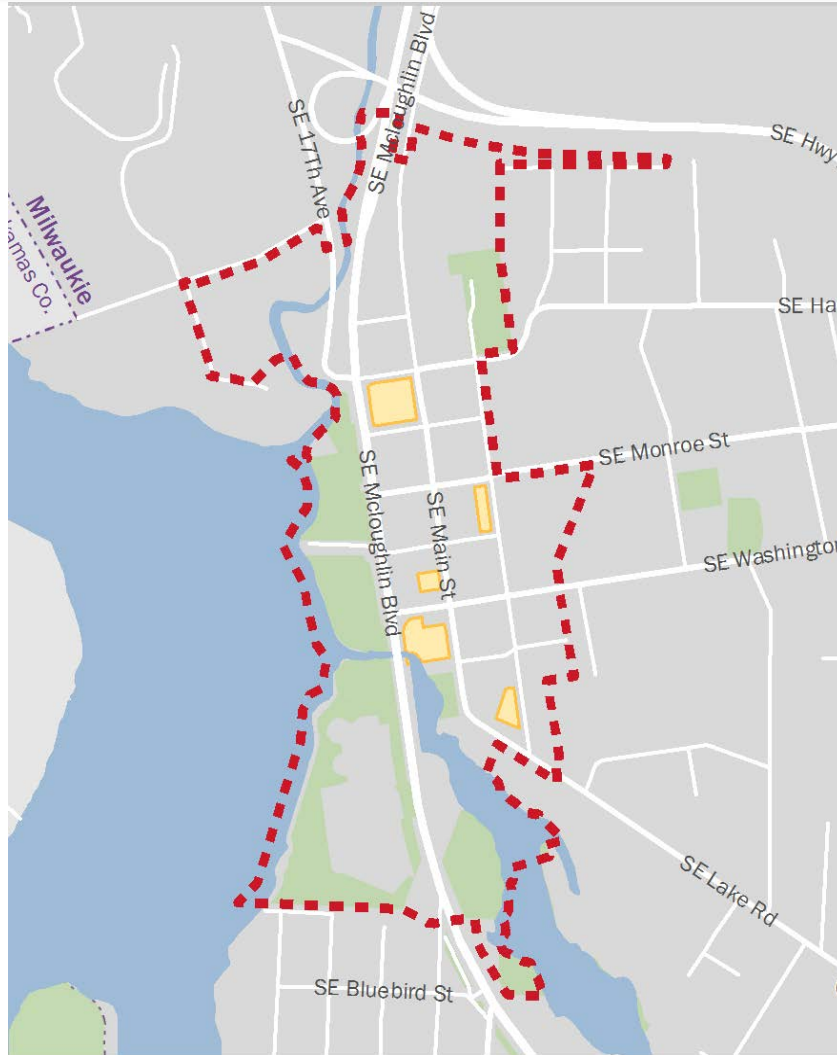 SE Mcloughlin Blvd
SE 17Th Ave
SE Hwy
Milwaukie
kamas Co.
SE Ha
SE Monroe St
SE Mcloughlin Blvd
SE Main St
SE Washington
SE Lake Rd
SE Bluebird St